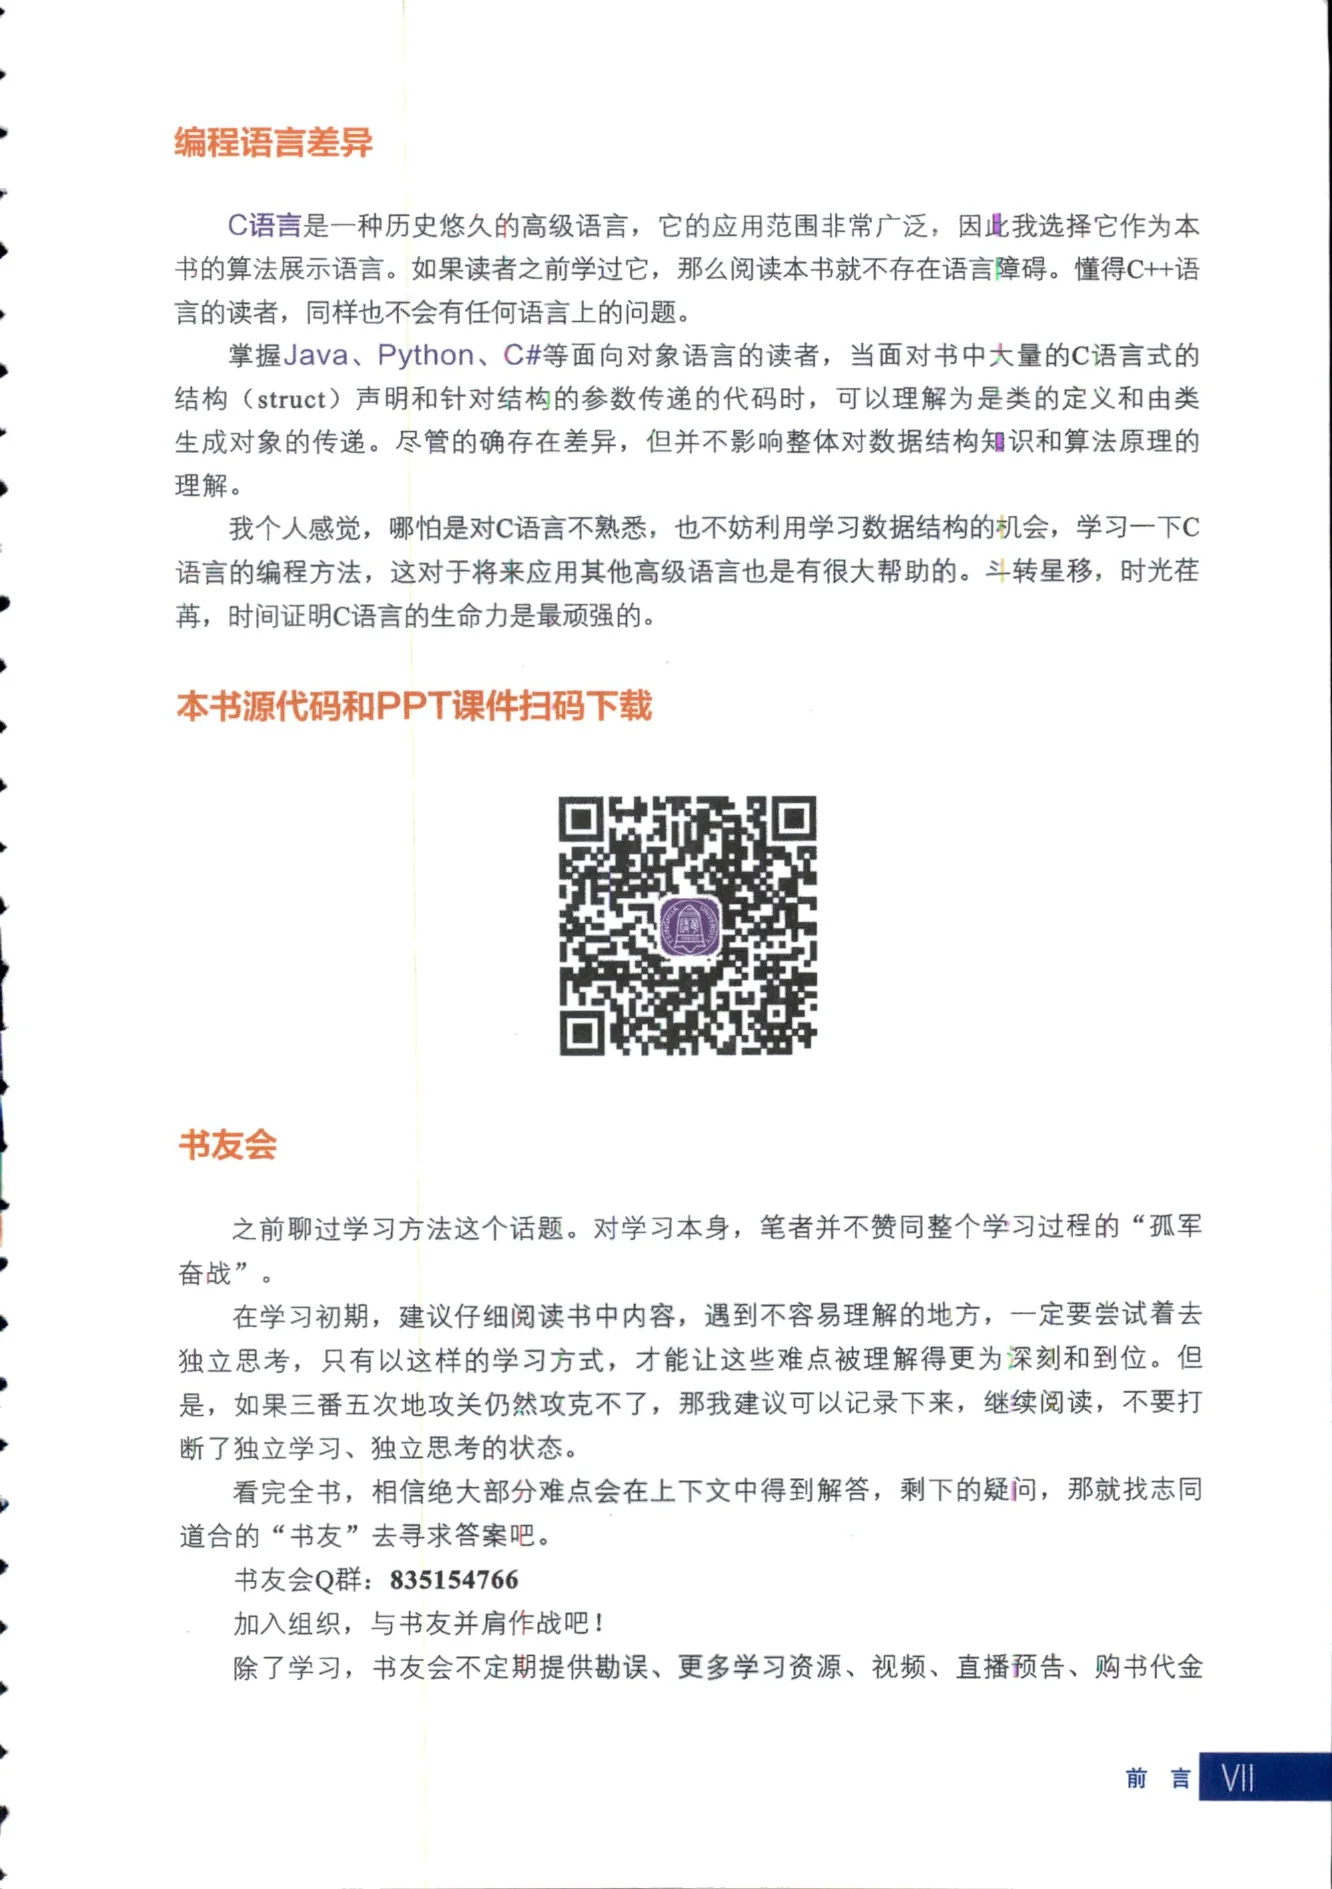 编程语言差异
C语言是一种历史悠久的高级语言，它的应用范围非常广泛，因此我选择它作为本
书的算法展示语言。如果读者之前学过它，那么阅读本书就不存在语言障碍。懂得C++语
言的读者，同样也不会有任何语言上的问题。
掌握Java、Python、C#等面向对象语言的读者，当面对书中大量的C语言式的
结构（struct）声明和针对结构的参数传递的代码时，可以理解为是类的定义和由类
生成对象的传递。尽管的确存在差异，但并不影响整体对数据结构知识和算法原理的
理解。
我个人感觉，哪怕是对C语言不熟悉，也不妨利用学习数据结构的机会，学习一下C
语言的编程方法，这对于将来应用其他高级语言也是有很大帮助的。斗转星移，时光荏
苒，时间证明C语言的生命力是最顽强的。
本书源代码和PPT课件扫码下载
TSINGHUA UNIVERSITY
清华
书友会
之前聊过学习方法这个话题。对学习本身，笔者并不赞同整个学习过程的“孤军
奋战”。
在学习初期，建议仔细阅读书中内容，遇到不容易理解的地方，一定要尝试着去
独立思考，只有以这样的学习方式，才能让这些难点被理解得更为深刻和到位。但
是，如果三番五次地攻关仍然攻克不了，那我建议可以记录下来，继续阅读，不要打
断了独立学习、独立思考的状态。
看完全书，相信绝大部分难点会在上下文中得到解答，剩下的疑问，那就找志同
道合的“书友”去寻求答案吧。
书友会Q群：835154766
加入组织，与书友并肩作战吧！
除了学习，书友会不定期提供勘误、更多学习资源、视频、直播预告、购书代金
前 言 VII